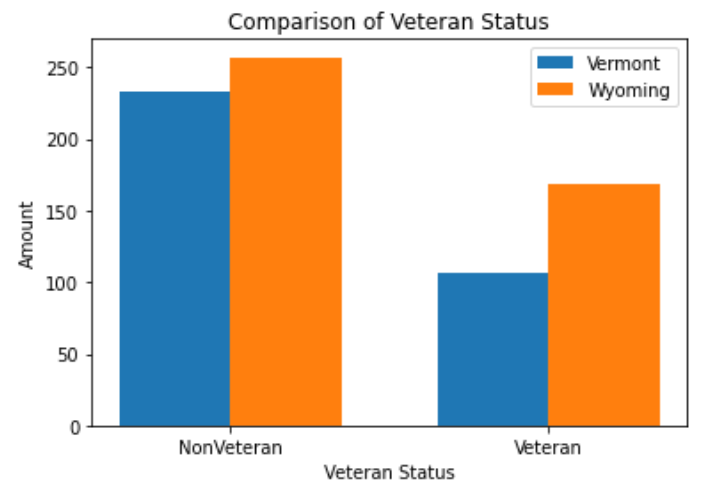 Comparison of Veteran Status
Vermont
Wyoming
250
200
150
100
50
0
Amount
NonVeteran
Veteran
Veteran Status